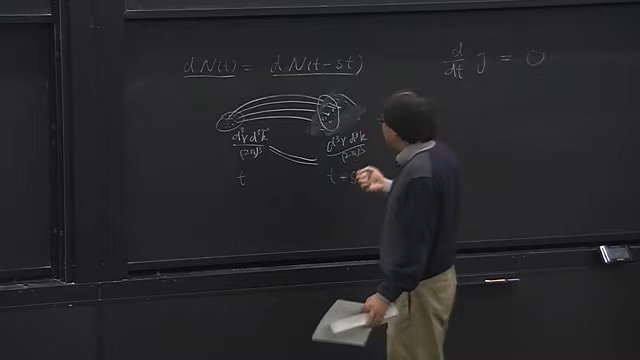 dN(t) = dN(t-δt)
d/dt g = 0
d³r d³k/(2π)³ d³r d³k/(2π)³
t t -